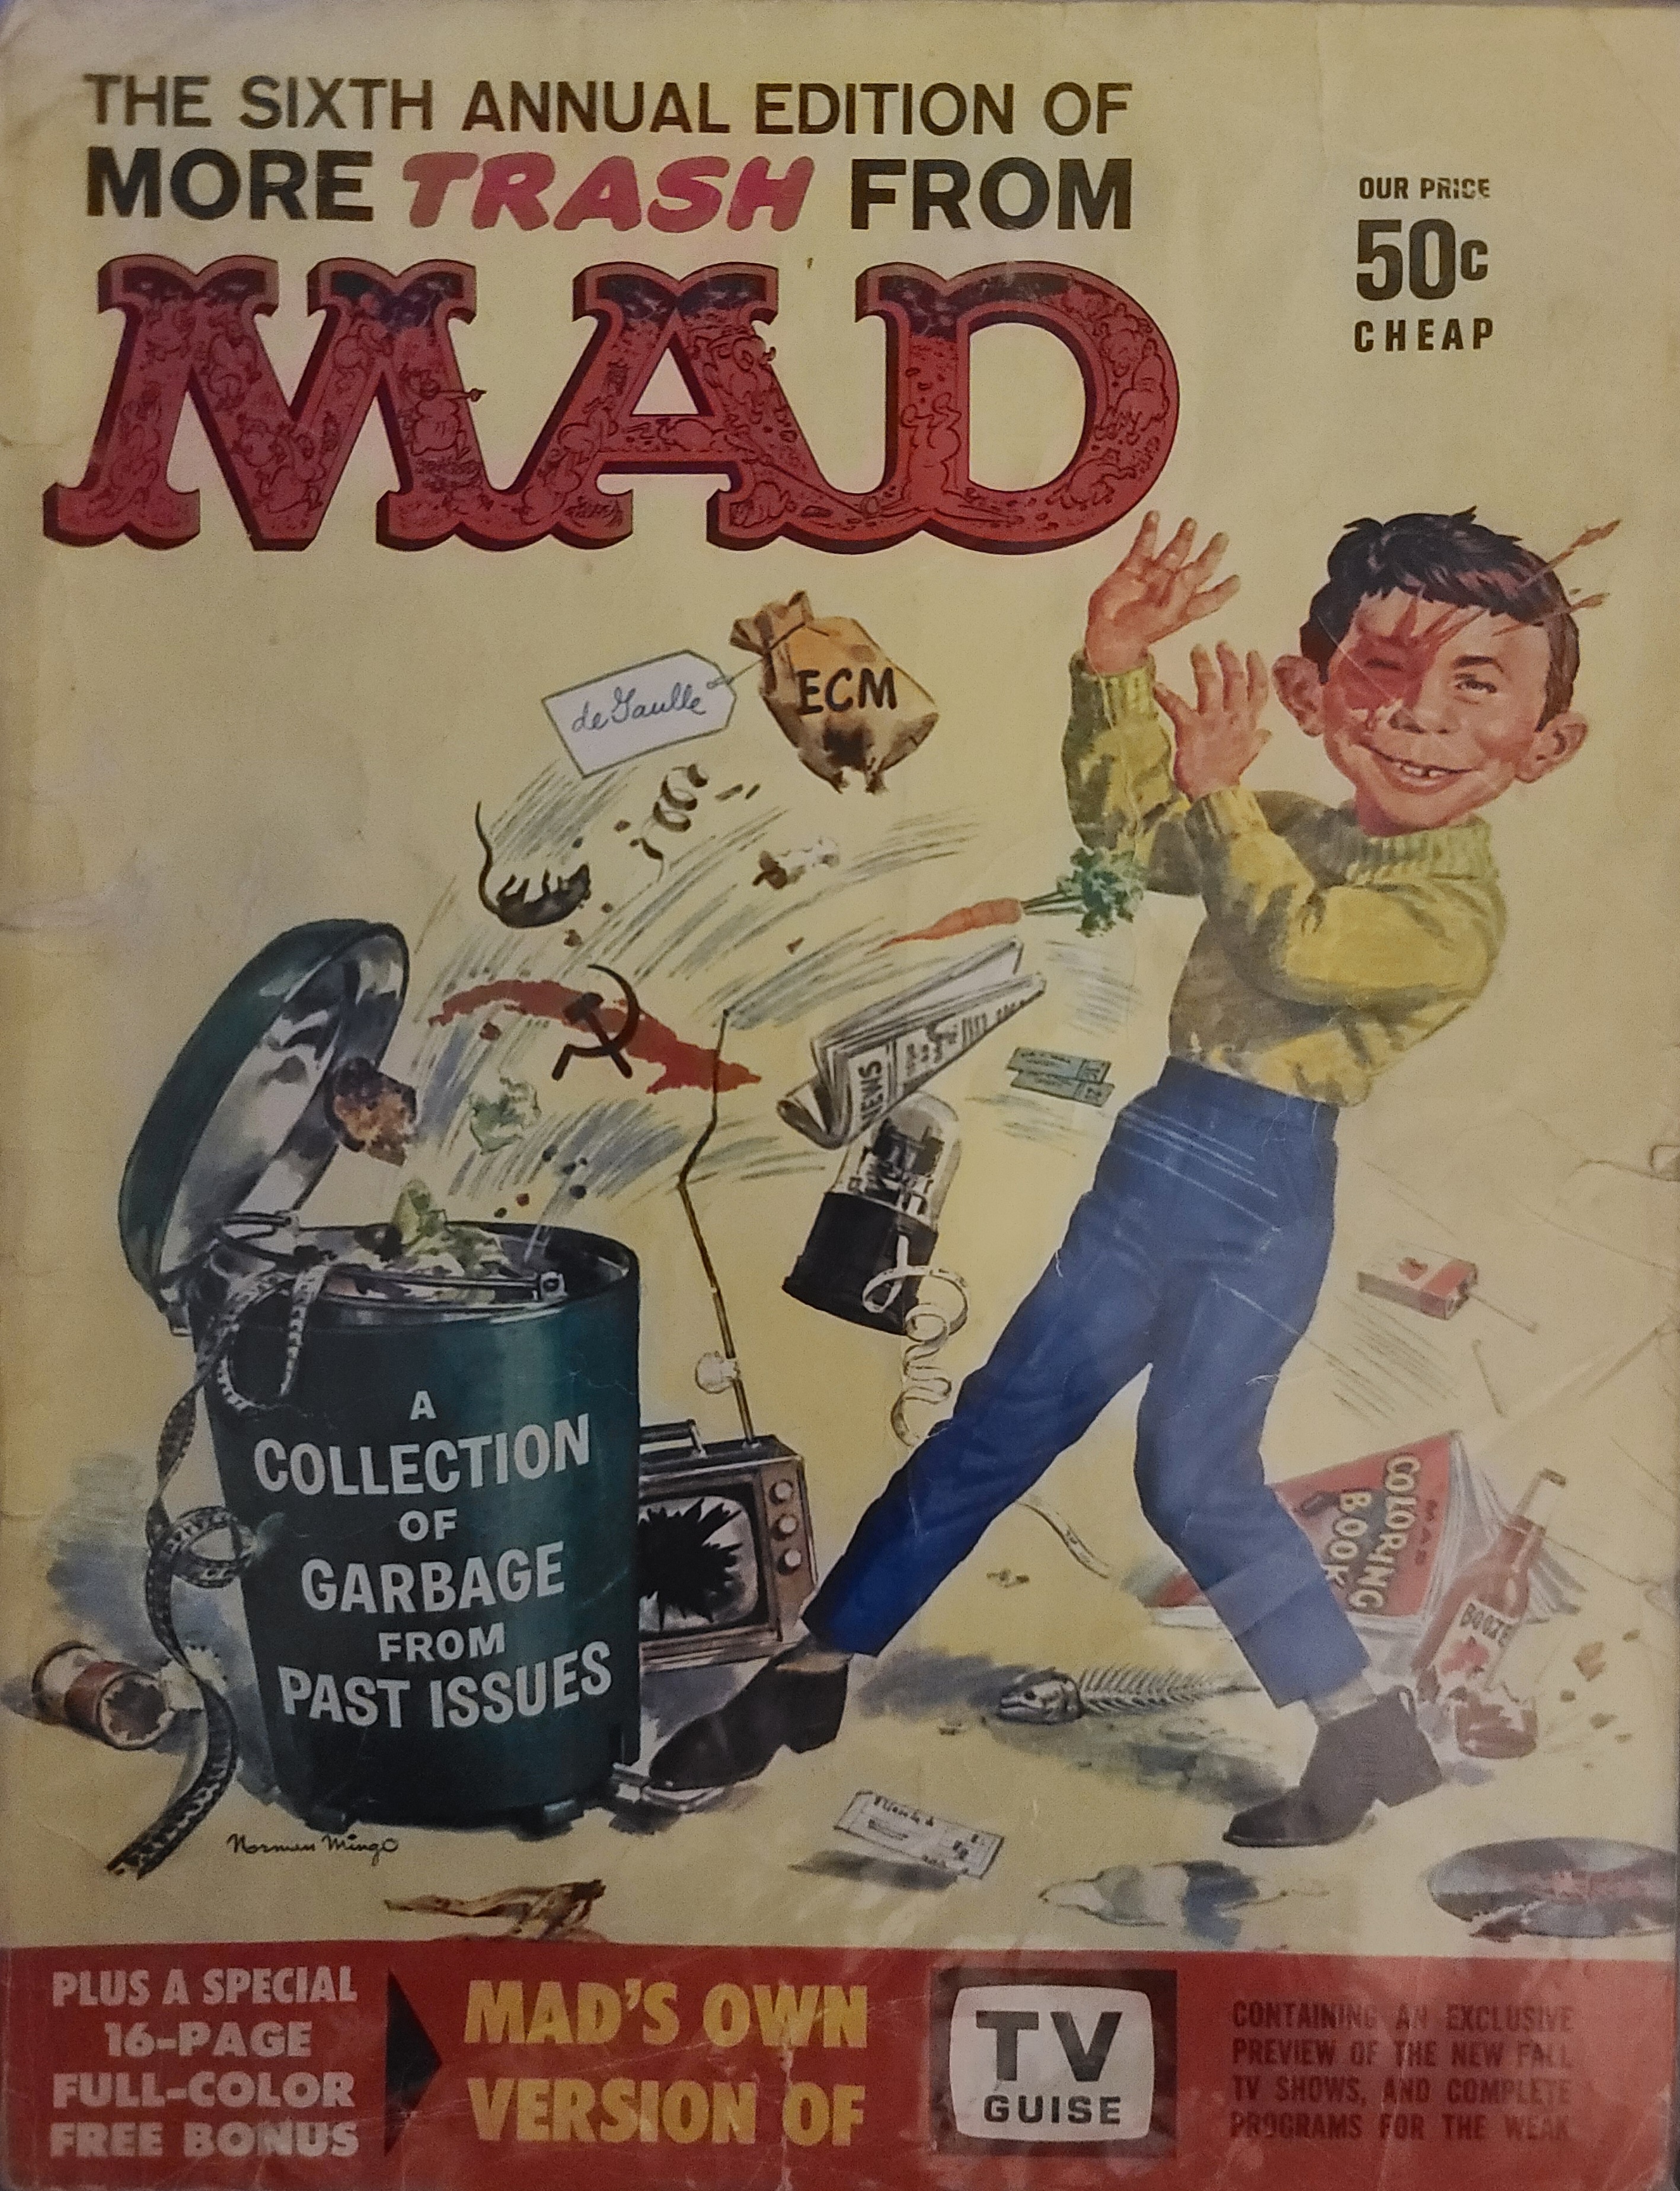 THE SIXTH ANNUAL EDITION OF
MORE TRASH FROM
MAD
OUR PRICE
50c
CHEAP
de Gaulle
ECM
NEWS
A
COLLECTION
OF
GARBAGE
FROM
PAST ISSUES
COLORING
BOOK
BOOZE
Norman Mingo
PLUS A SPECIAL
16-PAGE
FULL-COLOR
FREE BONUS
MAD'S OWN
VERSION OF
TV
GUISE
CONTAINING AN EXCLUSIVE
PREVIEW OF THE NEW FALL
TV SHOWS, AND COMPLETE
PROGRAMS FOR THE WEAK